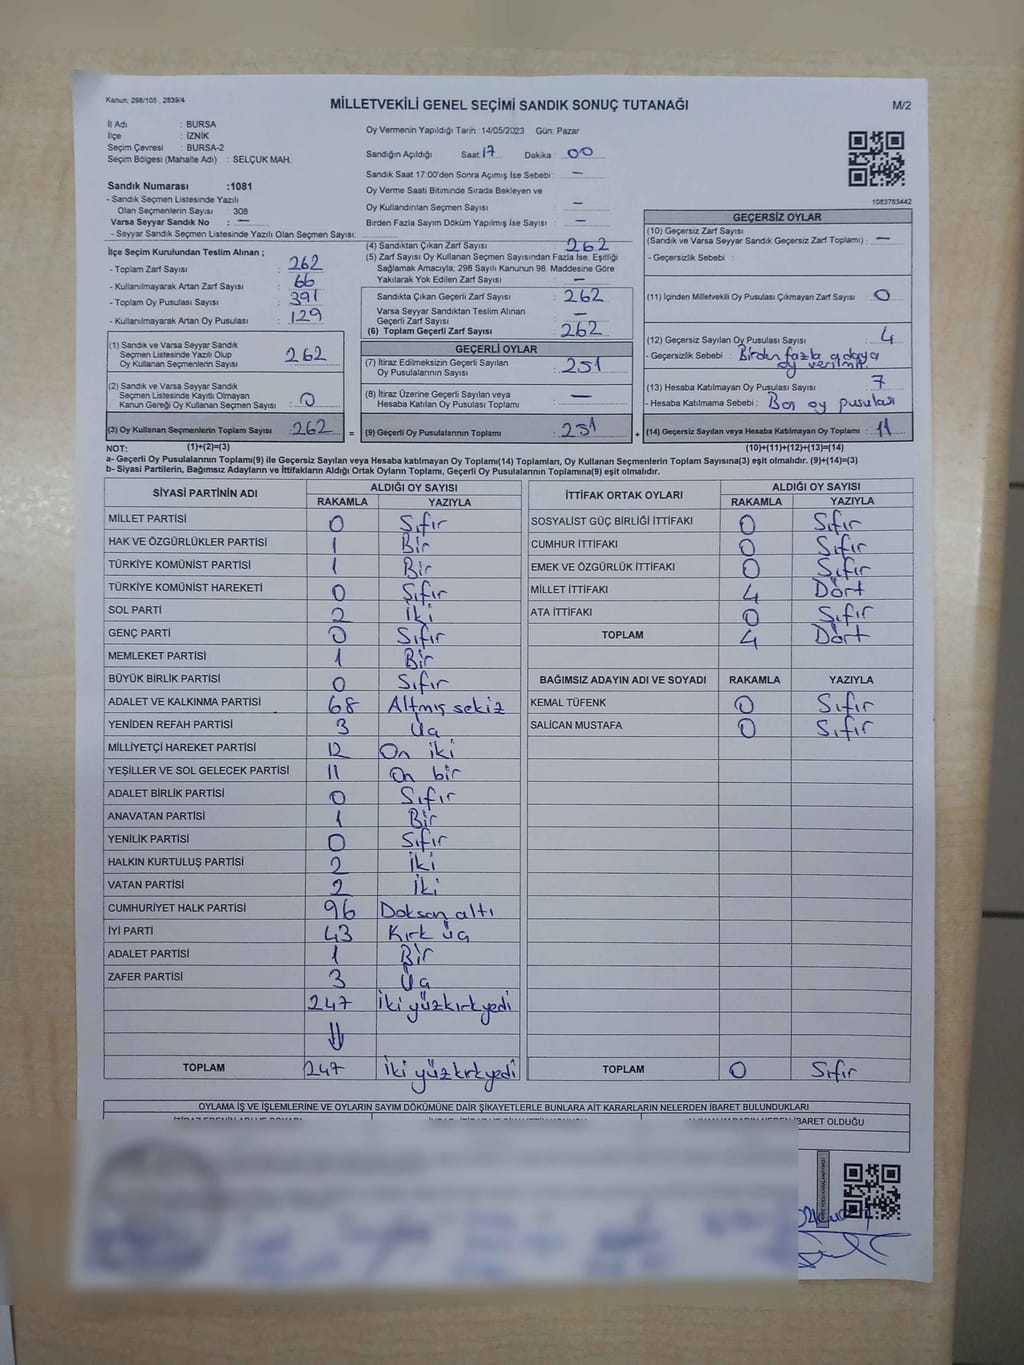 Kanun; 298/105 , 2839/4
MİLLETVEKİLİ GENEL SEÇİMİ SANDIK SONUÇ TUTANAĞI
M/2
İl Adı : BURSA
İlçe : İZNİK
Seçim Çevresi : BURSA-2
Seçim Bölgesi (Mahalle Adı) : SELÇUK MAH.
Sandık Numarası :1081
- Sandık Seçmen Listesinde Yazılı
Olan Seçmenlerin Sayısı : 308
Varsa Seyyar Sandık No : —
- Seyyar Sandık Seçmen Listesinde Yazılı Olan Seçmen Sayısı:
Oy Vermenin Yapıldığı Tarih :14/05/2023 Gün: Pazar
Sandığın Açıldığı Saat 17 Dakika 00
Sandık Saat 17:00'den Sonra Açımış İse Sebebi : —
Oy Verme Saati Bitiminde Sırada Bekleyen ve
Oy Kullandırılan Seçmen Sayısı : —
Birden Fazla Sayım Döküm Yapılmış İse Sayısı : —
1083763442
İlçe Seçim Kurulundan Teslim Alınan ;
- Toplam Zarf Sayısı : 262
- Kullanılmayarak Artan Zarf Sayısı : 66
- Toplam Oy Pusulası Sayısı : 391
- Kullanılmayarak Artan Oy Pusulası : 129
(1) Sandık ve Varsa Seyyar Sandık
Seçmen Listesinde Yazılı Olup
Oy Kullanan Seçmenlerin Sayısı : 262
(2) Sandık ve Varsa Seyyar Sandık
Seçmen Listesinde Kayıtlı Olmayan
Kanun Gereği Oy Kullanan Seçmen Sayısı : 0
(3) Oy Kullanan Seçmenlerin Toplam Sayısı : 262
(1)+(2)=(3)
(4) Sandıktan Çıkan Zarf Sayısı : 262
(5) Zarf Sayısı Oy Kullanan Seçmen Sayısından Fazla İse, Eşitliği
Sağlamak Amacıyla; 298 Sayılı Kanunun 98. Maddesine Göre
Yakılarak Yok Edilen Zarf Sayısı : —
Sandıkta Çıkan Geçerli Zarf Sayısı : 262
Varsa Seyyar Sandıktan Teslim Alınan
Geçerli Zarf Sayısı : —
(6) Toplam Geçerli Zarf Sayısı : 262
GEÇERLİ OYLAR
(7) İtiraz Edilmeksizin Geçerli Sayılan
Oy Pusulalarının Sayısı : 251
(8) İtiraz Üzerine Geçerli Sayılan veya
Hesaba Katılan Oy Pusulası Toplamı : —
= (9) Geçerli Oy Pusulalarının Toplamı : 251 +
GEÇERSİZ OYLAR
(10) Geçersiz Zarf Sayısı
(Sandık ve Varsa Seyyar Sandık Geçersiz Zarf Toplamı) : —
- Geçersizlik Sebebi :
(11) İçinden Milletvekili Oy Pusulası Çıkmayan Zarf Sayısı : 0
(12) Geçersiz Sayılan Oy Pusulası Sayısı : 4
- Geçersizlik Sebebi : Birden fazla adaya
oy verilmiş
(13) Hesaba Katılmayan Oy Pusulası Sayısı : 7
- Hesaba Katılmama Sebebi : Boş oy pusulası
(14) Geçersiz Sayılan veya Hesaba Katılmayan Oy Toplamı : 11
(10)+(11)+(12)+(13)=(14)
NOT:
a- Geçerli Oy Pusulalarının Toplamı(9) ile Geçersiz Sayılan veya Hesaba katılmayan Oy Toplamı(14) Toplamları, Oy Kullanan Seçmenlerin Toplam Sayısına(3) eşit olmalıdır. (9)+(14)=(3)
b- Siyasi Partilerin, Bağımsız Adayların ve İttifakların Aldığı Ortak Oyların Toplamı, Geçerli Oy Pusulalarının Toplamına(9) eşit olmalıdır.
SİYASİ PARTİNİN ADI ALDIĞI OY SAYISI
RAKAMLA YAZIYLA
MİLLET PARTİSİ 0 Sıfır
HAK VE ÖZGÜRLÜKLER PARTİSİ 1 Bir
TÜRKİYE KOMÜNİST PARTİSİ 1 Bir
TÜRKİYE KOMÜNİST HAREKETİ 0 Sıfır
SOL PARTİ 2 İki
GENÇ PARTİ 0 Sıfır
MEMLEKET PARTİSİ 1 Bir
BÜYÜK BİRLİK PARTİSİ 0 Sıfır
ADALET VE KALKINMA PARTİSİ 68 Altmış sekiz
YENİDEN REFAH PARTİSİ 3 Üç
MİLLİYETÇİ HAREKET PARTİSİ 12 On iki
YEŞİLLER VE SOL GELECEK PARTİSİ 11 On bir
ADALET BİRLİK PARTİSİ 0 Sıfır
ANAVATAN PARTİSİ 1 Bir
YENİLİK PARTİSİ 0 Sıfır
HALKIN KURTULUŞ PARTİSİ 2 İki
VATAN PARTİSİ 2 İki
CUMHURİYET HALK PARTİSİ 96 Doksan altı
İYİ PARTİ 43 Kırk üç
ADALET PARTİSİ 1 Bir
ZAFER PARTİSİ 3 Üç
247 İki yüz kırk yedi
TOPLAM 247 İki yüz kırk yedi
İTTİFAK ORTAK OYLARI ALDIĞI OY SAYISI
RAKAMLA YAZIYLA
SOSYALİST GÜÇ BİRLİĞİ İTTİFAKI 0 Sıfır
CUMHUR İTTİFAKI 0 Sıfır
EMEK VE ÖZGÜRLÜK İTTİFAKI 0 Sıfır
MİLLET İTTİFAKI 4 Dört
ATA İTTİFAKI 0 Sıfır
TOPLAM 4 Dört
BAĞIMSIZ ADAYIN ADI VE SOYADI RAKAMLA YAZIYLA
KEMAL TÜFENK 0 Sıfır
SALİCAN MUSTAFA 0 Sıfır
TOPLAM 0 Sıfır
OYLAMA İŞ VE İŞLEMLERİNE VE OYLARIN SAYIM DÖKÜMÜNE DAİR ŞİKAYETLERLE BUNLARA AİT KARARLARIN NELERDEN İBARET BULUNDUKLARI
İBARET OLDUĞU